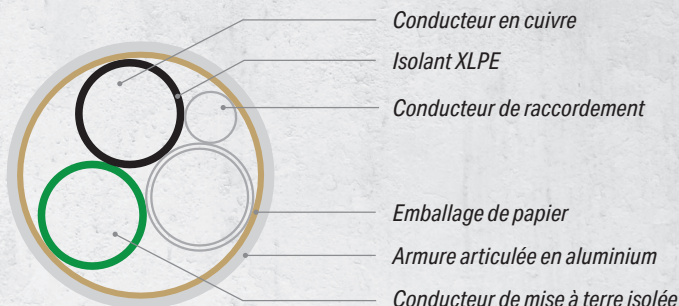 Conducteur en cuivre
Isolant XLPE
Conducteur de raccordement
Emballage de papier
Armure articulée en aluminium
Conducteur de mise à terre isolée